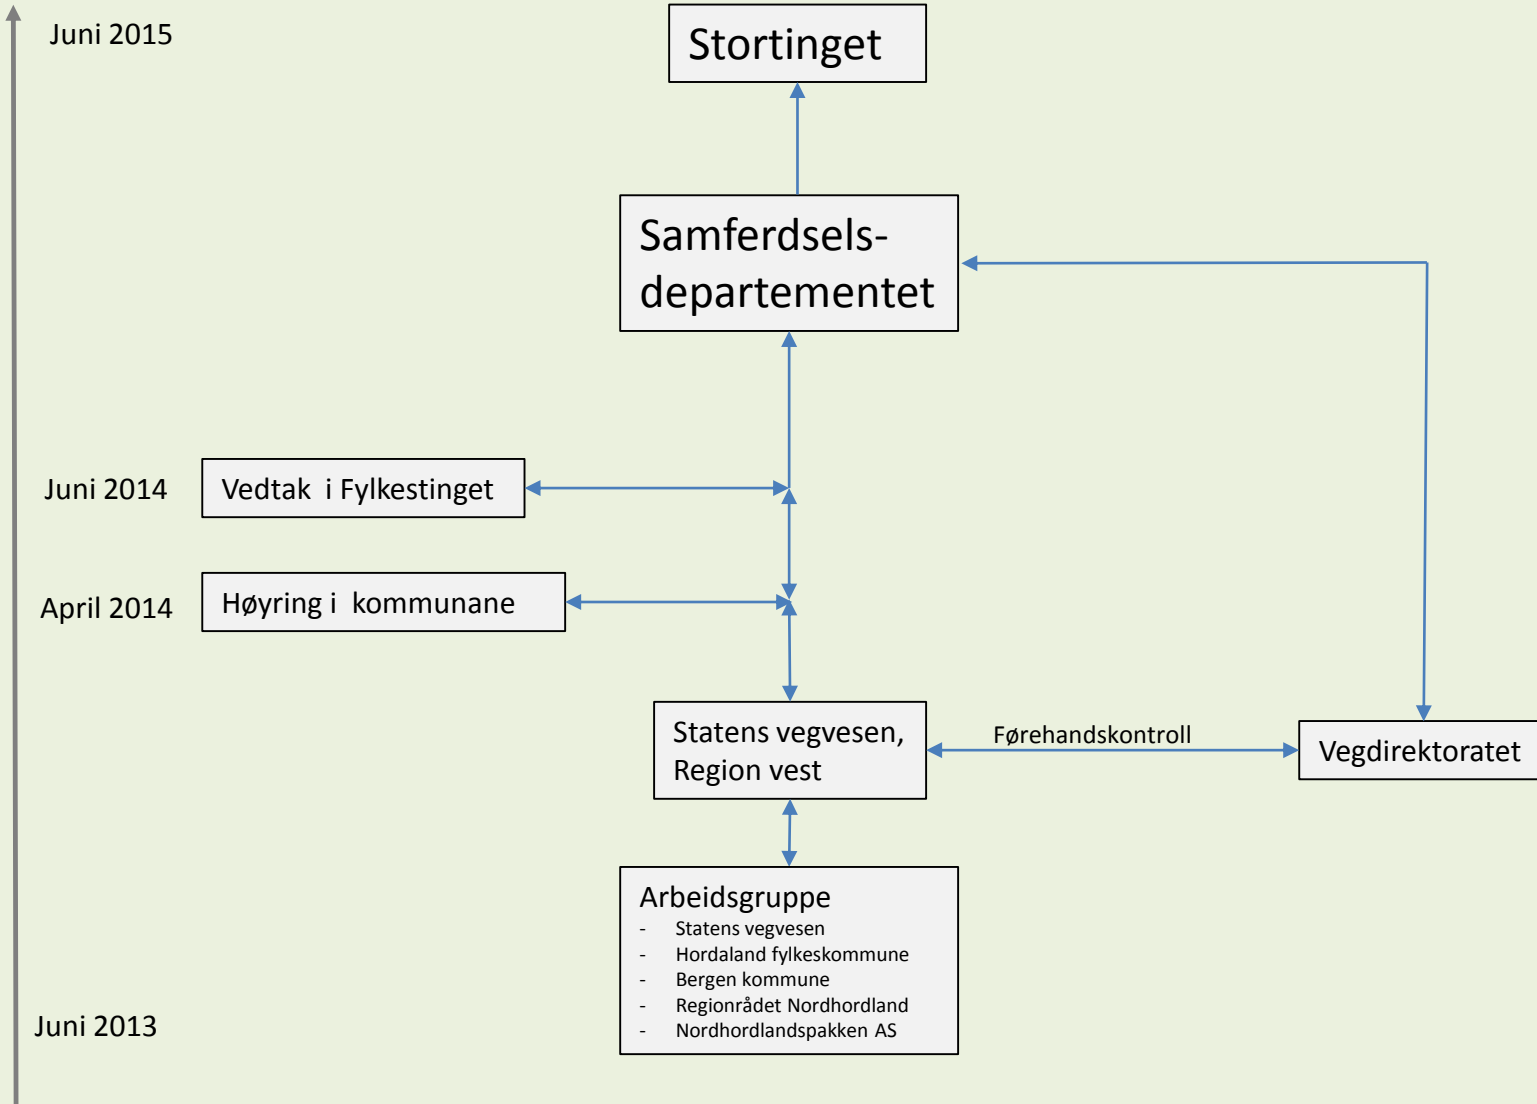 Juni 2015
Stortinget
Samferdsels-
departementet
Juni 2014
Vedtak i Fylkestinget
April 2014
Høyring i kommunane
Statens vegvesen,
Region vest
Førehandskontroll
Vegdirektoratet
Arbeidsgruppe
- Statens vegvesen
- Hordaland fylkeskommune
- Bergen kommune
- Regionrådet Nordhordland
- Nordhordlandspakken AS
Juni 2013